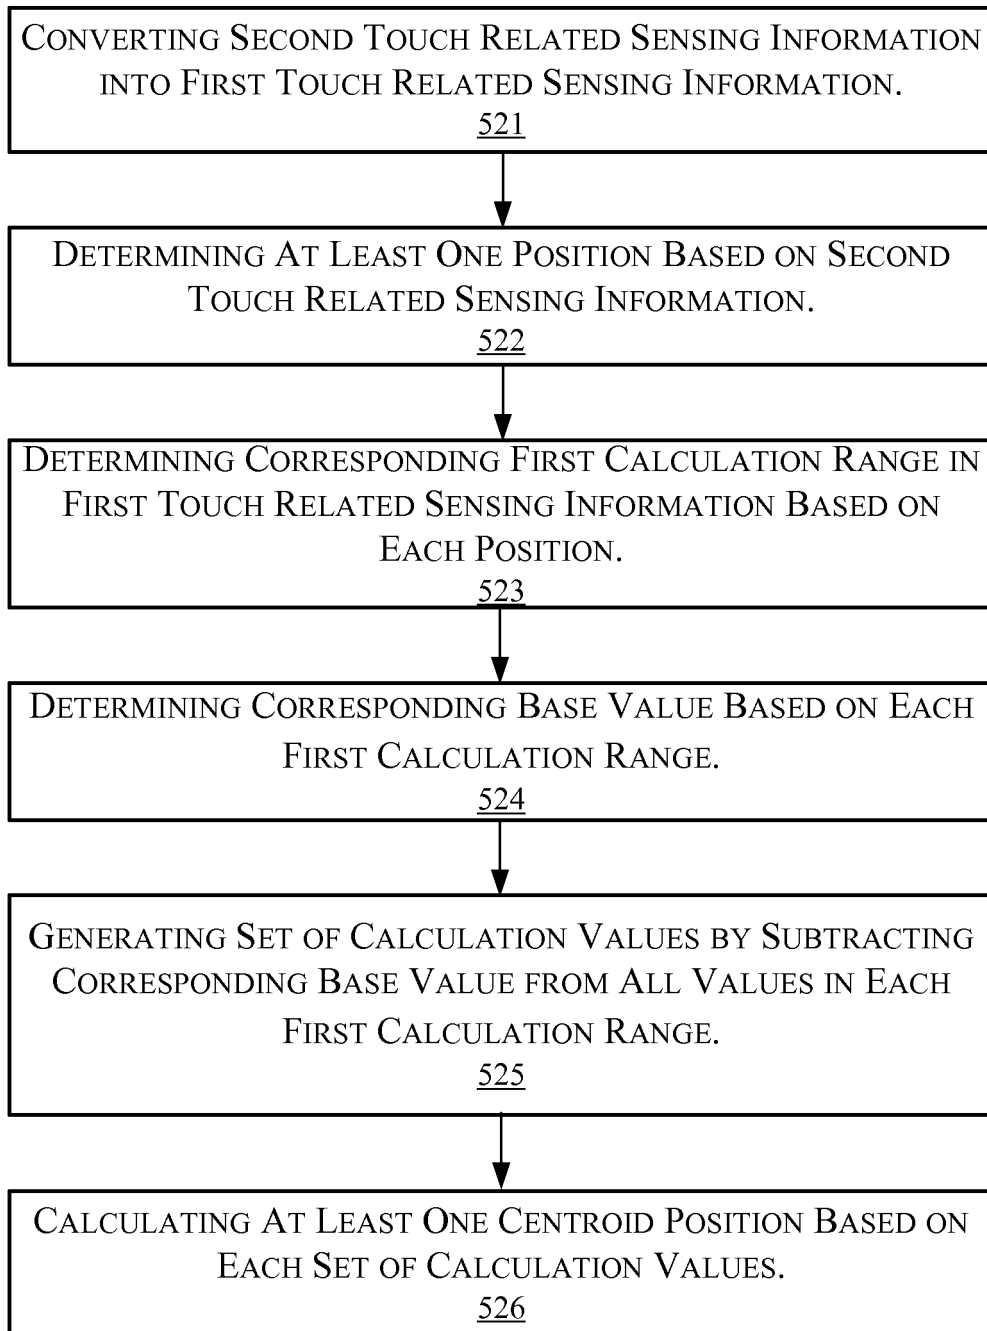 CONVERTING SECOND TOUCH RELATED SENSING INFORMATION
INTO FIRST TOUCH RELATED SENSING INFORMATION.
521
DETERMINING AT LEAST ONE POSITION BASED ON SECOND
TOUCH RELATED SENSING INFORMATION.
522
DETERMINING CORRESPONDING FIRST CALCULATION RANGE IN
FIRST TOUCH RELATED SENSING INFORMATION BASED ON
EACH POSITION.
523
DETERMINING CORRESPONDING BASE VALUE BASED ON EACH
FIRST CALCULATION RANGE.
524
GENERATING SET OF CALCULATION VALUES BY SUBTRACTING
CORRESPONDING BASE VALUE FROM ALL VALUES IN EACH
FIRST CALCULATION RANGE.
525
CALCULATING AT LEAST ONE CENTROID POSITION BASED ON
EACH SET OF CALCULATION VALUES.
526